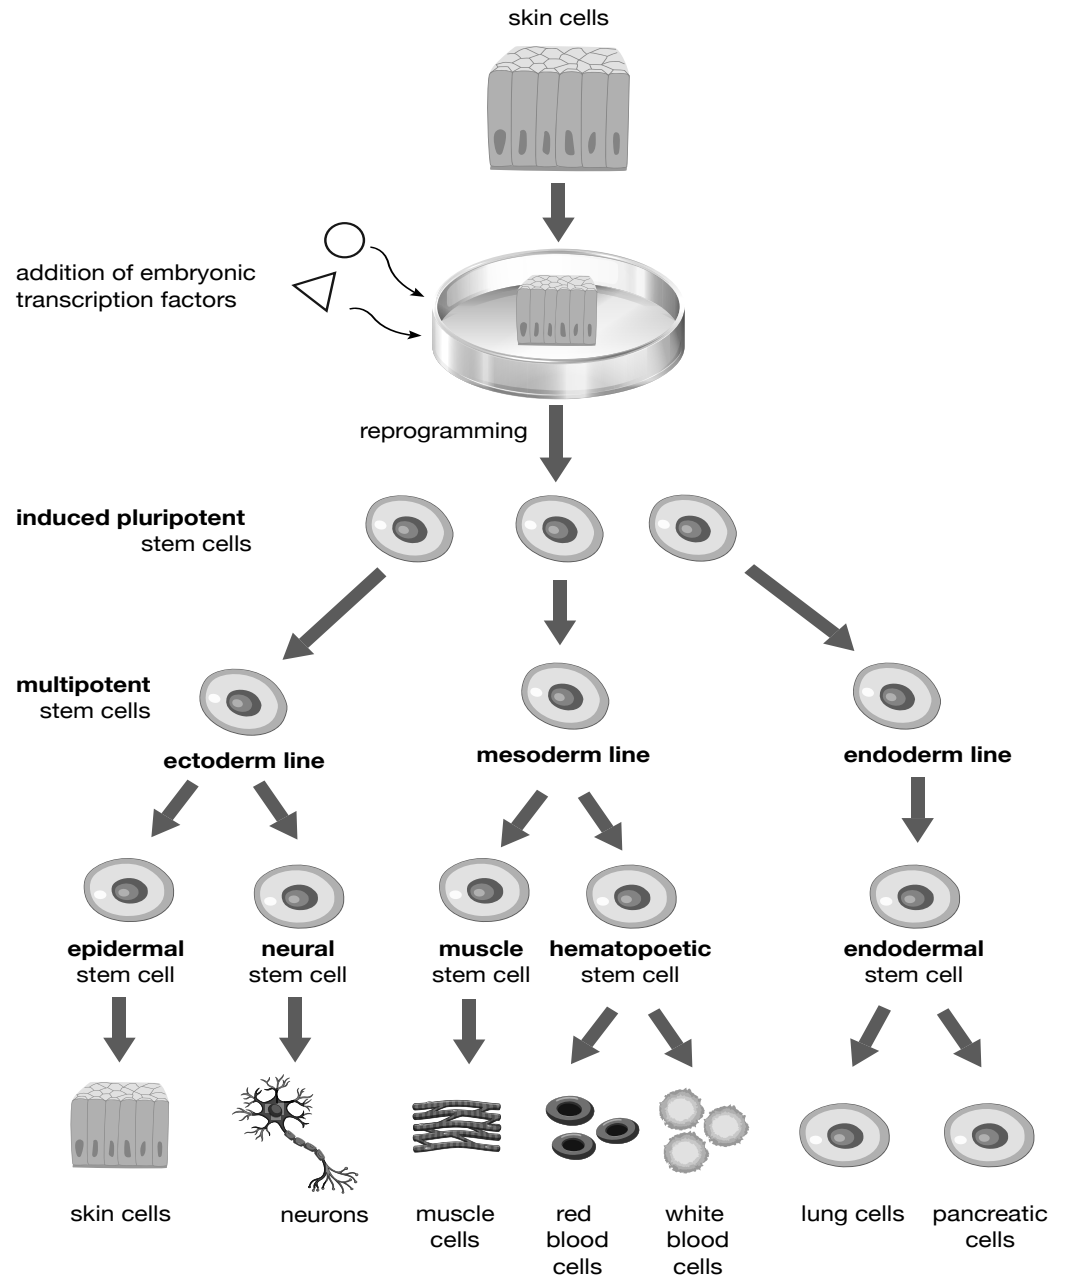 skin cells
addition of embryonic
transcription factors
reprogramming
induced pluripotent
stem cells
multipotent
stem cells
ectoderm line
mesoderm line
endoderm line
epidermal
stem cell
neural
stem cell
muscle
stem cell
hematopoetic
stem cell
endodermal
stem cell
skin cells
neurons
muscle
cells
red
blood
cells
white
blood
cells
lung cells
pancreatic
cells